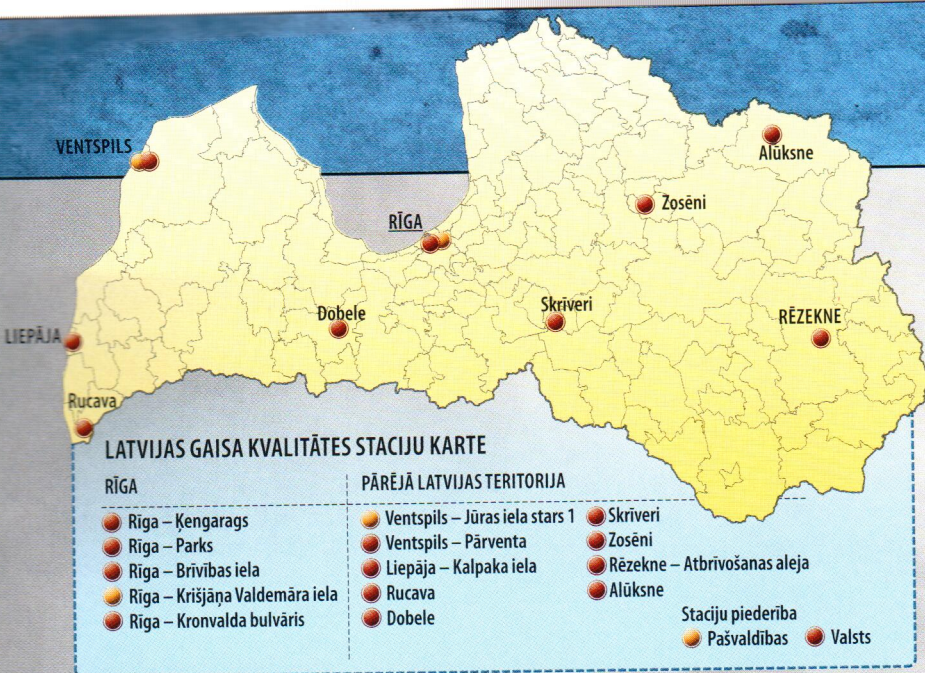 VENTSPILS
Alūksne
Zosēni
RĪGA
Skrīveri
Dobele
RĒZEKNE
LIEPĀJA
Rucava
LATVIJAS GAISA KVALITĀTES STACIJU KARTE
RĪGA
Rīga – Ķengarags
Rīga – Parks
Rīga – Brīvības iela
Rīga – Krišjāņa Valdemāra iela
Rīga – Kronvalda bulvāris
PĀRĒJĀ LATVIJAS TERITORIJA
Ventspils – Jūras iela stars 1
Ventspils – Pārventa
Liepāja – Kalpaka iela
Rucava
Dobele
Skrīveri
Zosēni
Rēzekne – Atbrīvošanas aleja
Alūksne
Staciju piederība
Pašvaldības
Valsts